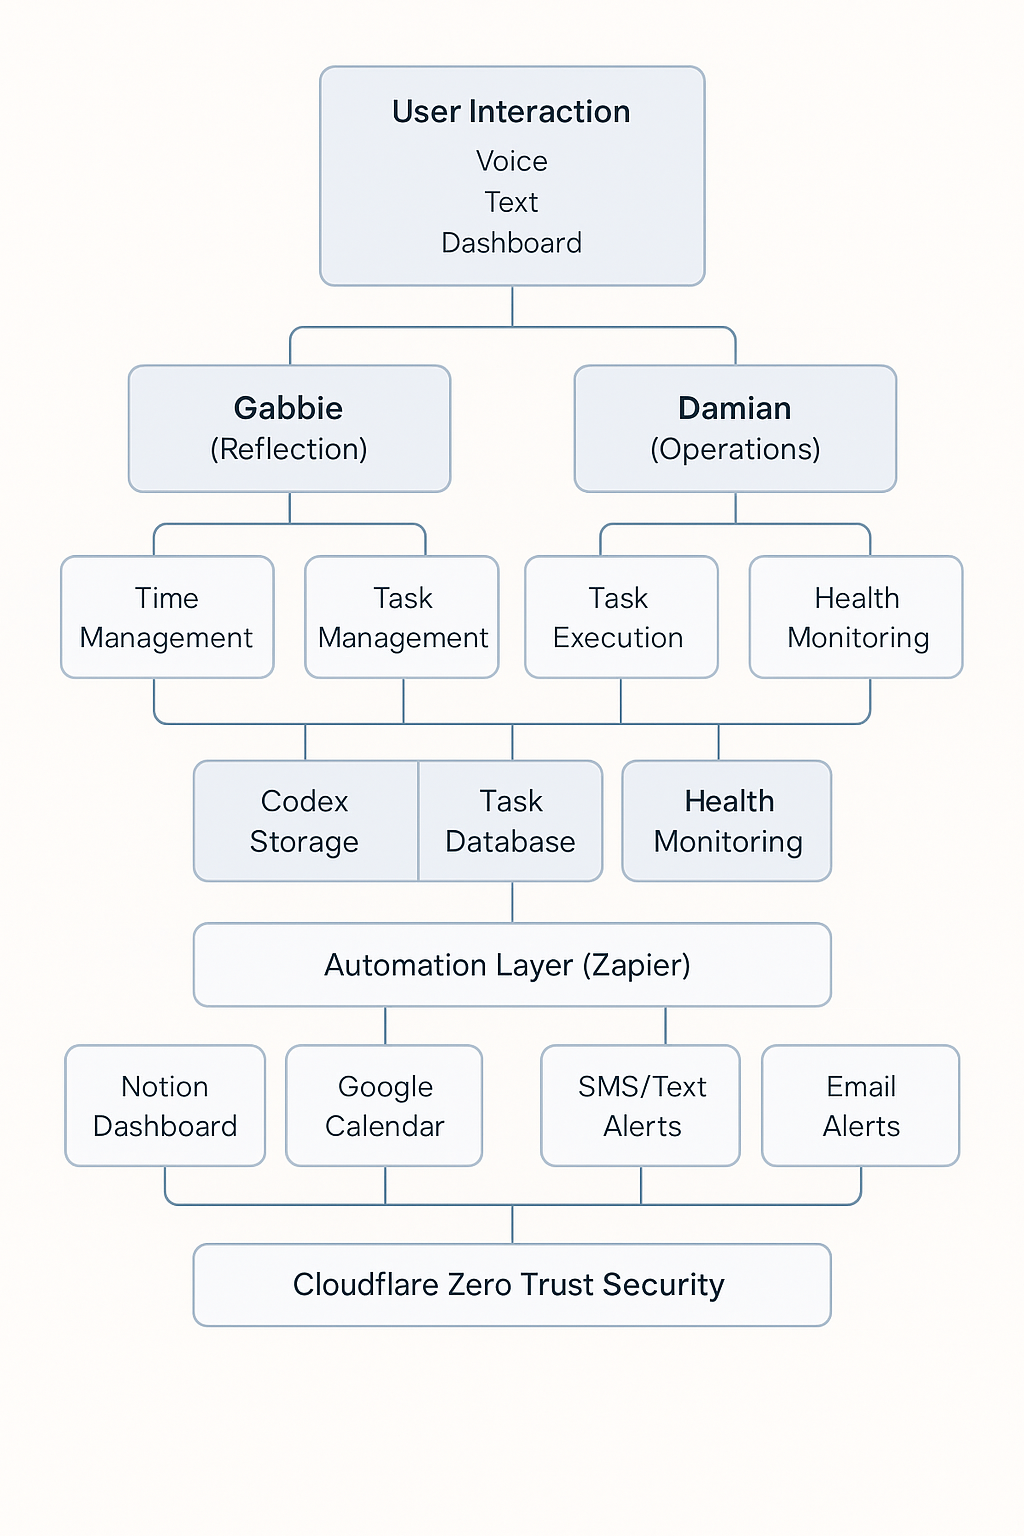 User Interaction
Voice
Text
Dashboard
Gabbie
(Reflection)
Damian
(Operations)
Time
Management
Task
Management
Task
Execution
Health
Monitoring
Codex
Storage
Task
Database
Health
Monitoring
Automation Layer (Zapier)
Notion
Dashboard
Google
Calendar
SMS/Text
Alerts
Email
Alerts
Cloudflare Zero Trust Security